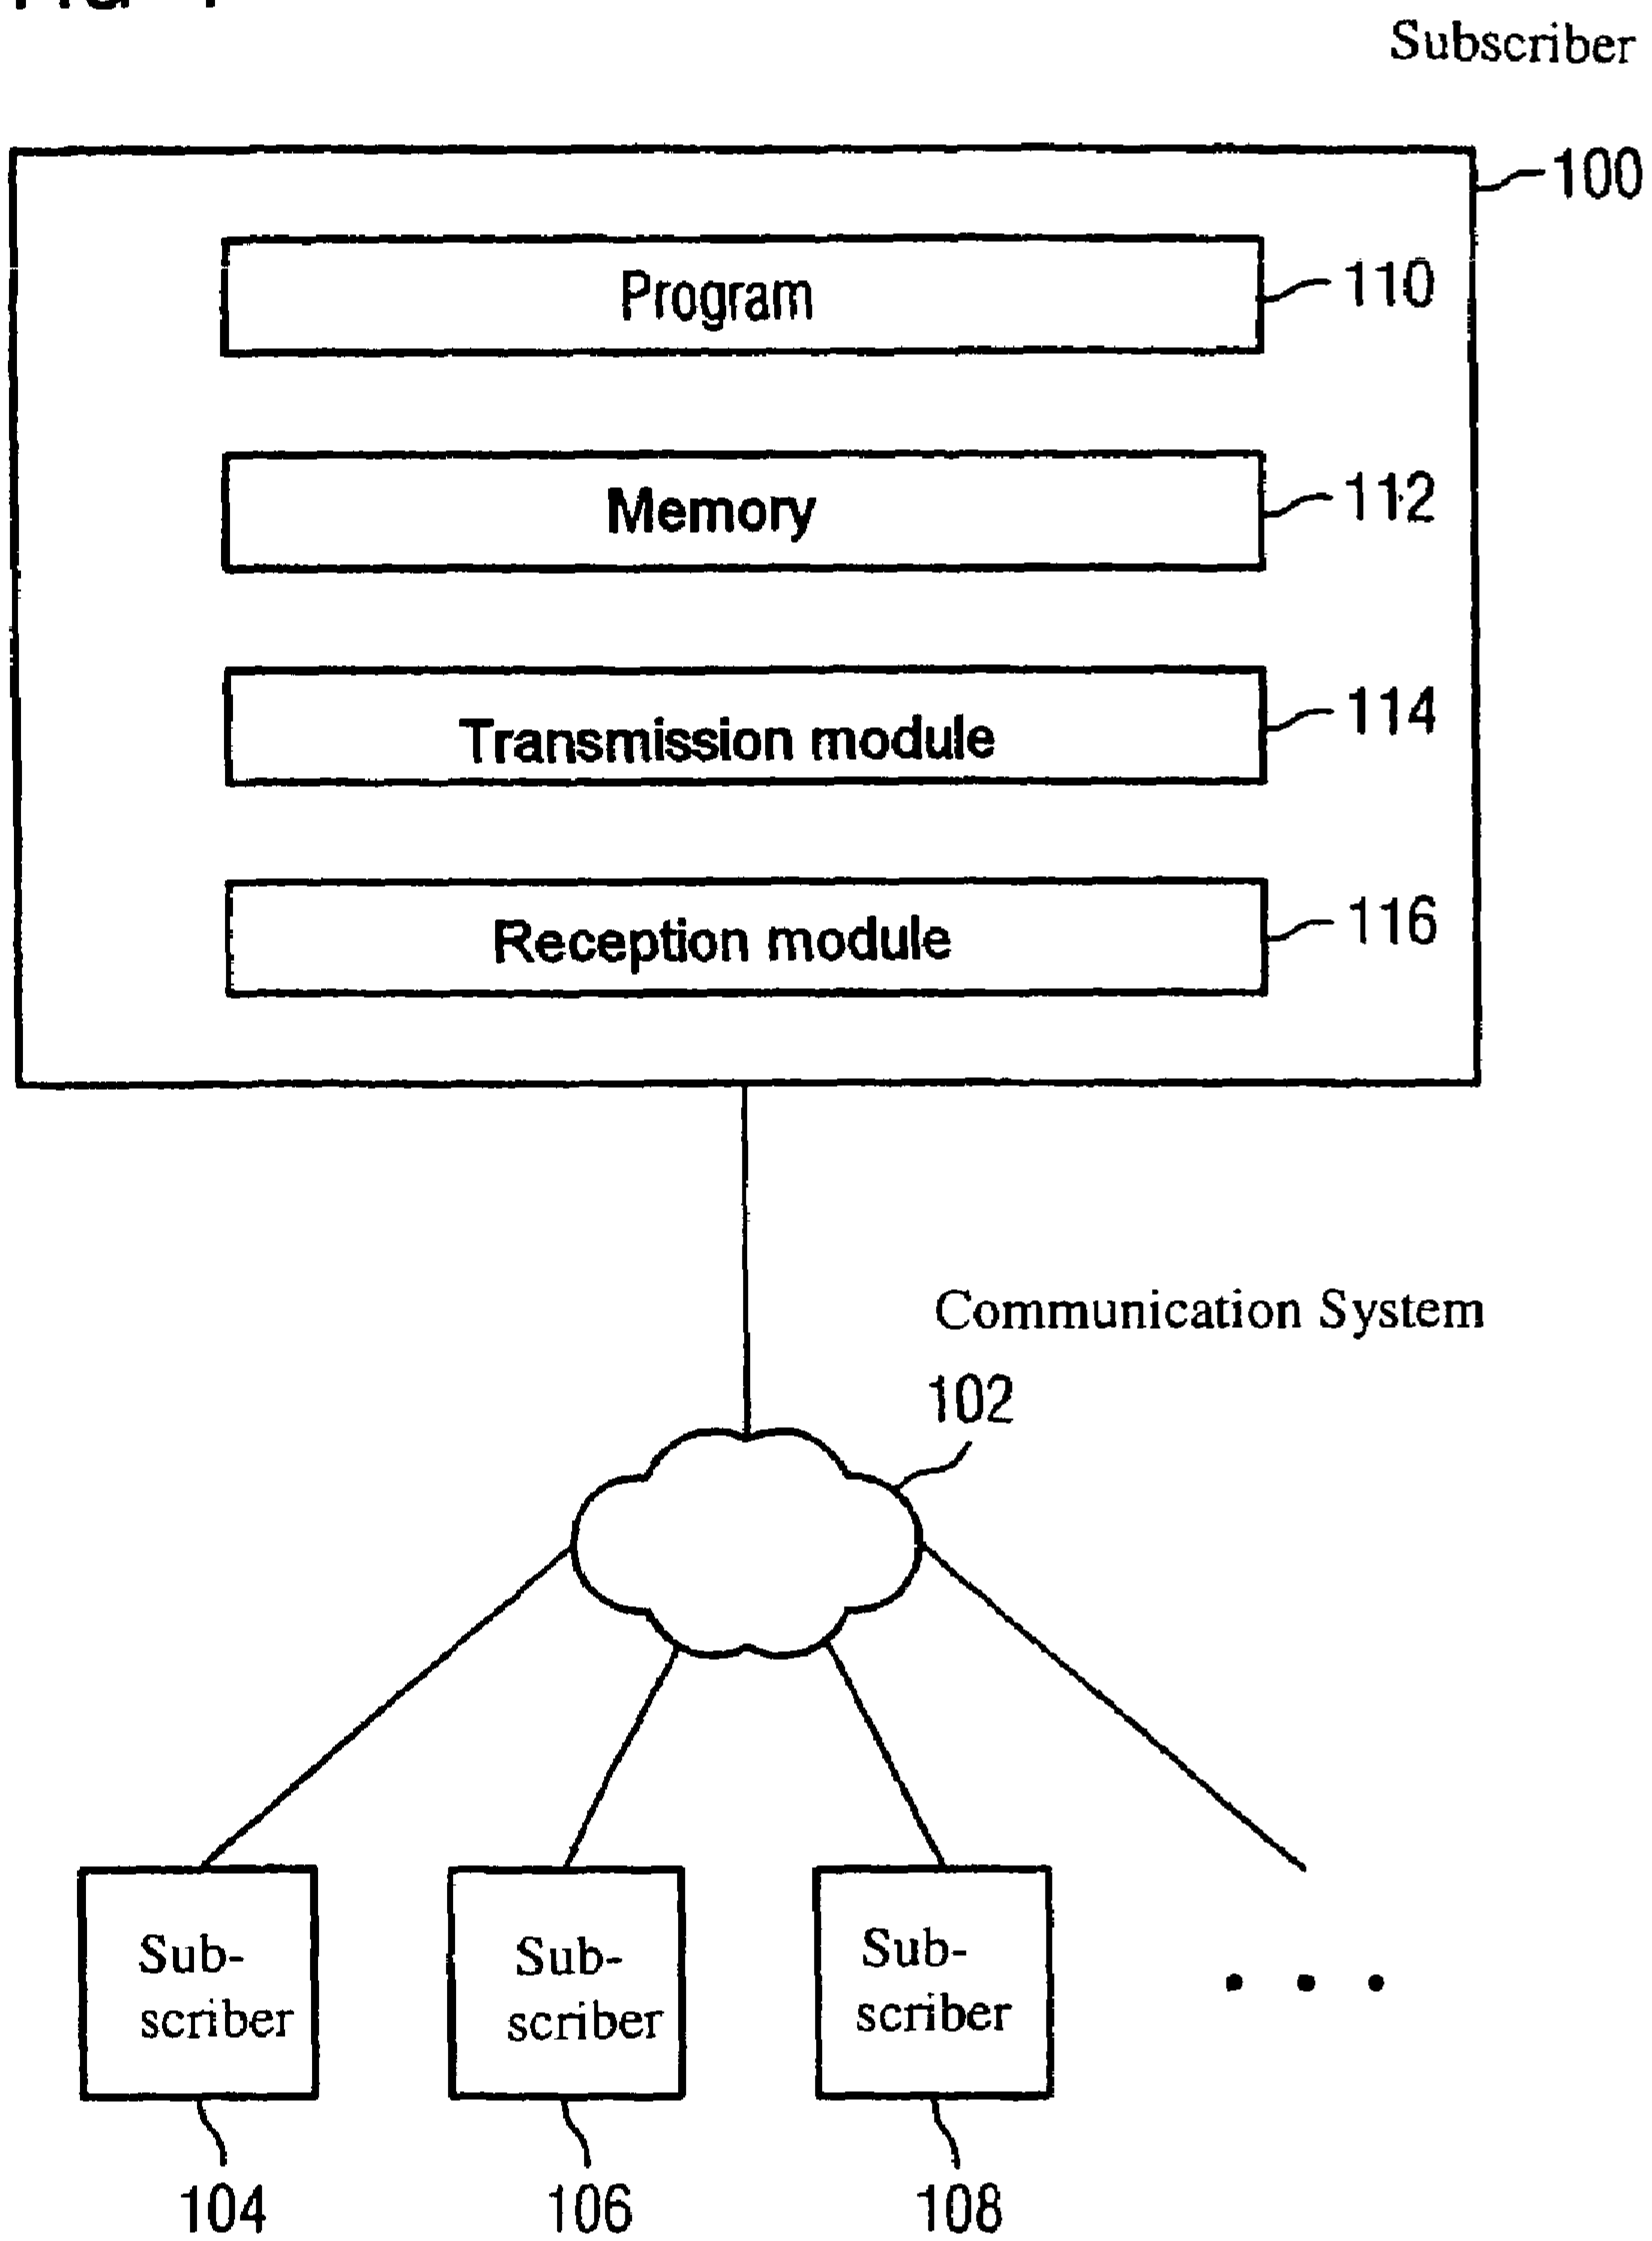 Subscriber
100
Program
110
Memory
112
Transmission module
114
Reception module
116
Communication System
102
Sub-
scriber
Sub-
scriber
Sub-
scriber
104
106
108